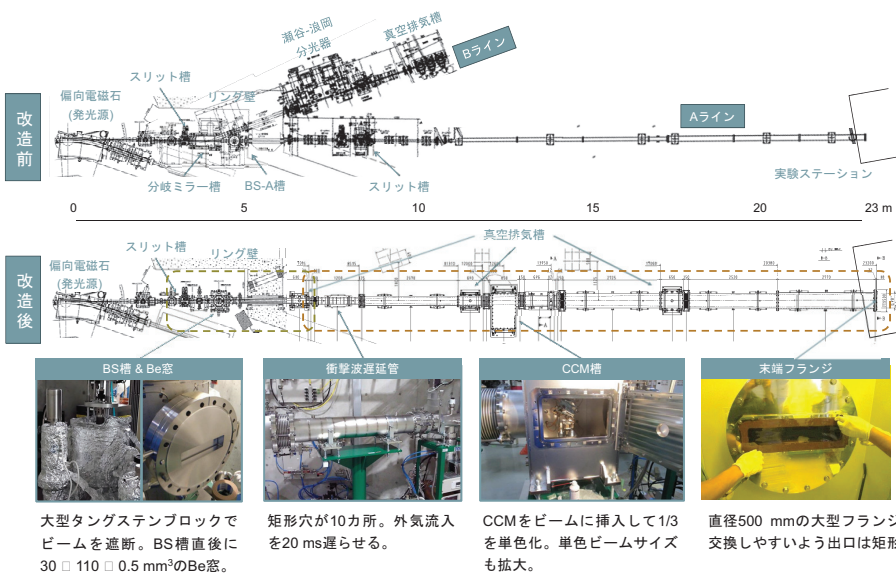 瀬谷-浪岡
分光器
真空排気槽
Bライン
スリット槽
偏向電磁石
(発光源)
リング壁
Aライン
改造前
分岐ミラー槽
BS-A槽
スリット槽
実験ステーション
0 5 10 15 20 23 m
真空排気槽
スリット槽
リング壁
偏向電磁石
(発光源)
改造後
BS槽 & Be窓
衝撃波遅延管
CCM槽
末端フランジ
大型タングステンブロックで
ビームを遮断。BS槽直後に
30 □ 110 □ 0.5 mm³のBe窓。
矩形穴が10カ所。外気流入
を20 ms遅らせる。
CCMをビームに挿入して1/3
を単色化。単色ビームサイズ
も拡大。
直径500 mmの大型フランジ
交換しやすいよう出口は矩形